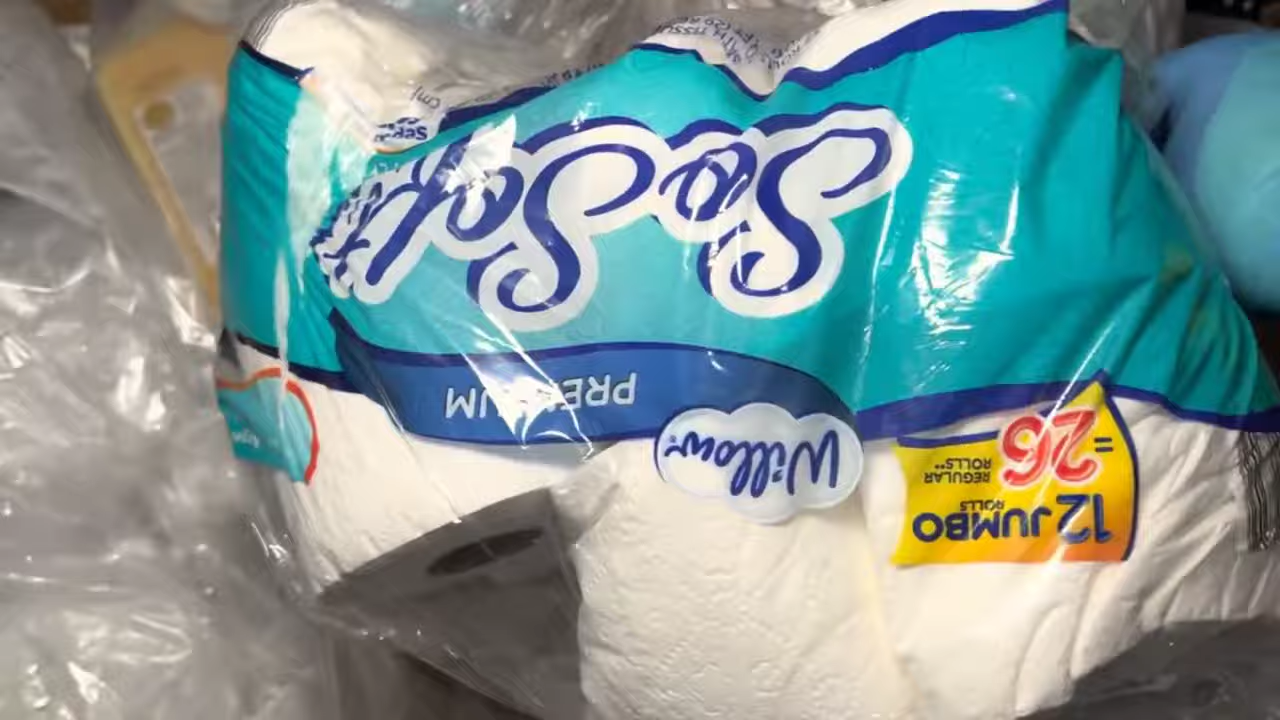 Willow
PREMIUM
So Soft
12 JUMBO
ROLLS
= 26
REGULAR
ROLLS**